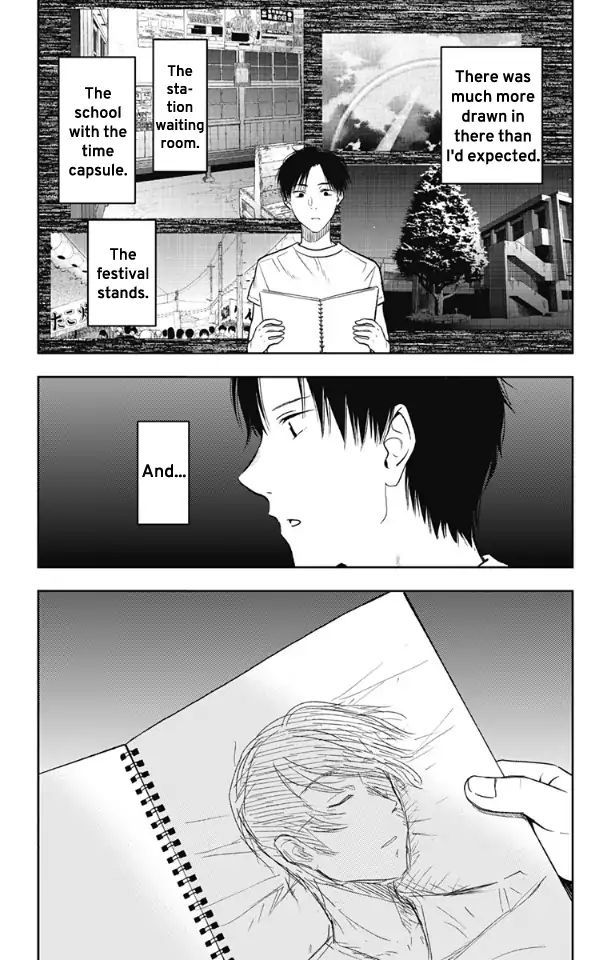 There was
much more
drawn in
there than
I'd expected.
The
sta-
tion
waiting
room.
The
school
with the
time
capsule.
The
festival
stands.
And...